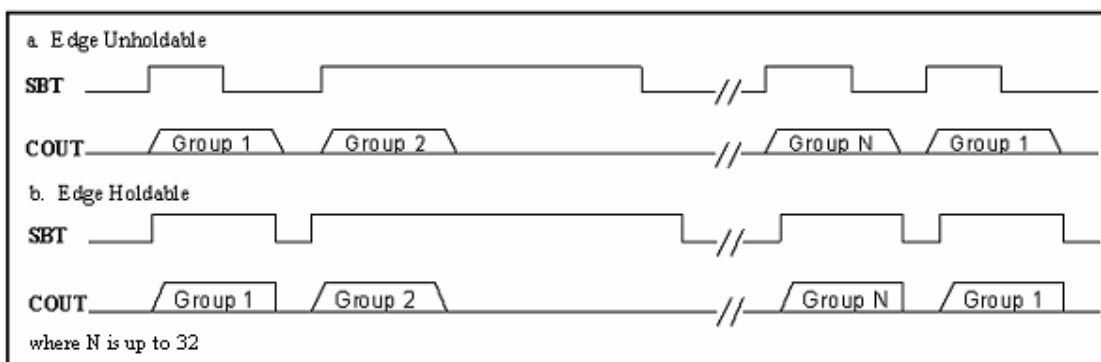 a. Edge Unholdable
SBT
//
COUT Group 1 Group 2 // Group N Group 1
b. Edge Holdable
SBT
//
COUT Group 1 Group 2 // Group N Group 1
where N is up to 32